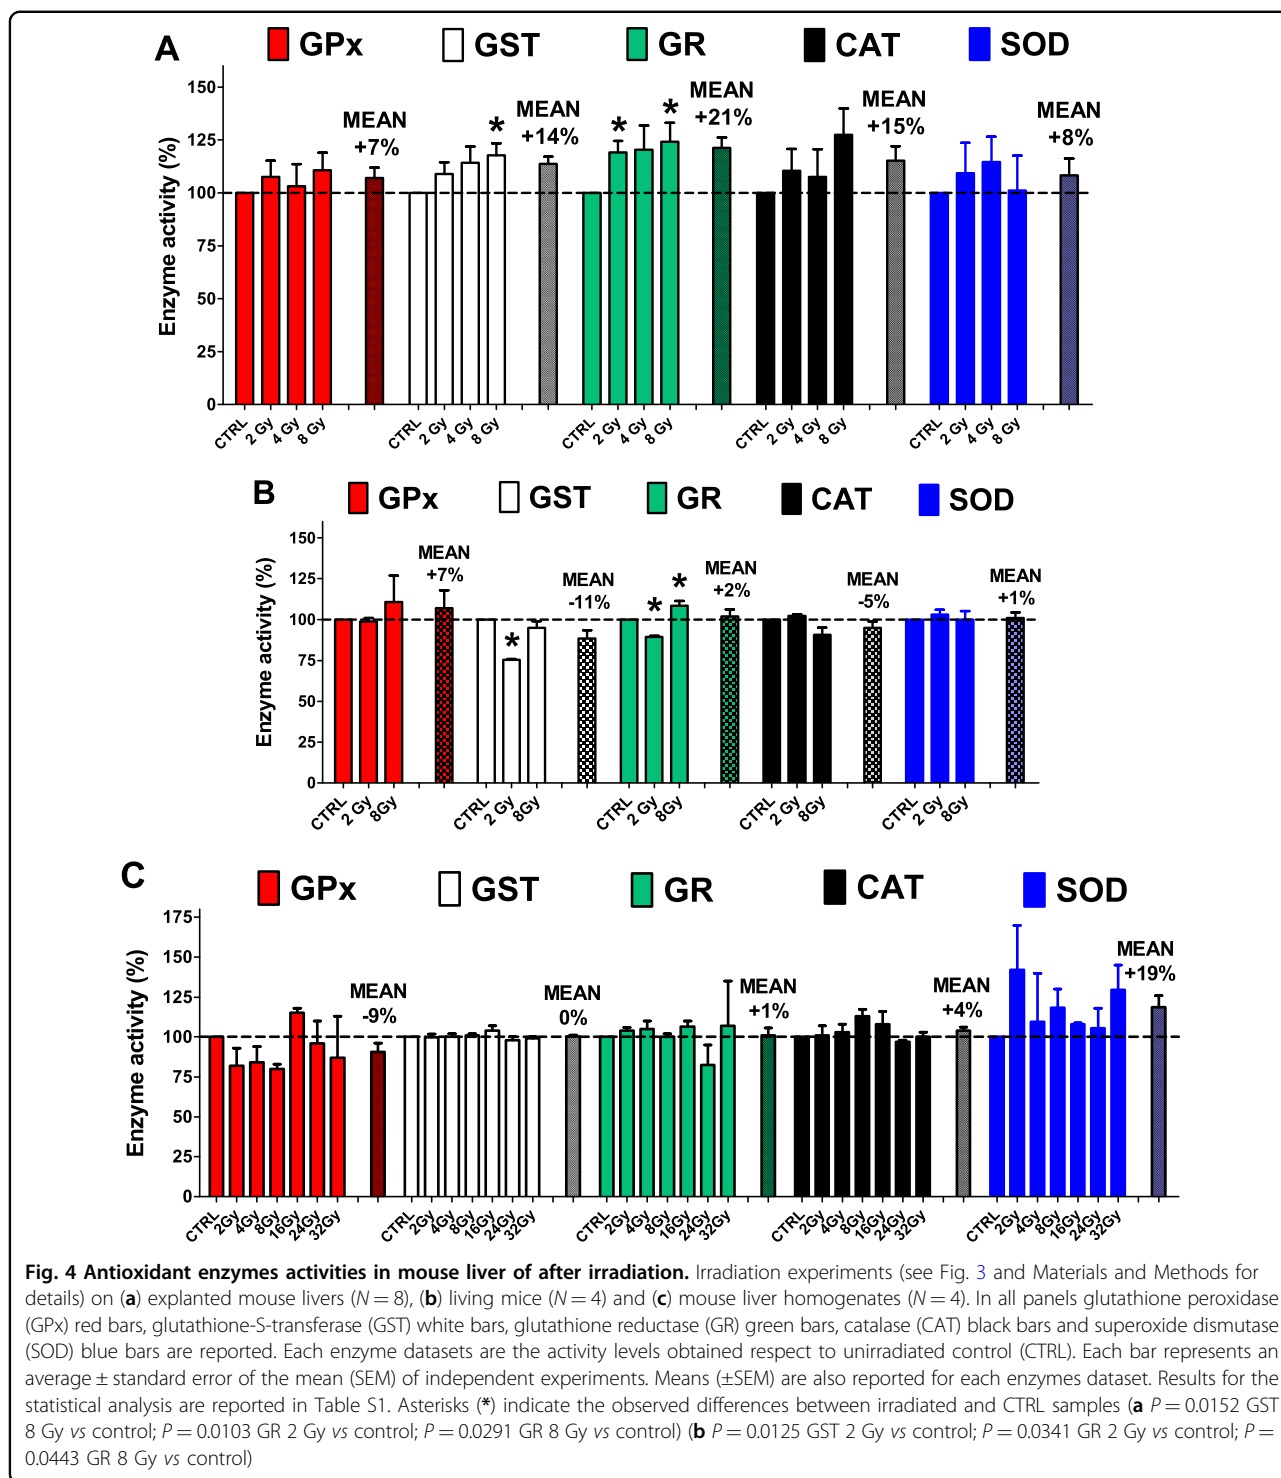 A
GPx GST GR CAT SOD
Enzyme activity (%)
150
125
100
75
50
25
0
MEAN
+7%
*
MEAN
+14%
*
*
MEAN
+21%
MEAN
+15%
MEAN
+8%
CTRL 2 Gy 4 Gy 8 Gy CTRL 2 Gy 4 Gy 8 Gy CTRL 2 Gy 4 Gy 8 Gy CTRL 2 Gy 4 Gy 8 Gy CTRL 2 Gy 4 Gy 8 Gy
B
GPx GST GR CAT SOD
Enzyme activity (%)
150
125
100
75
50
25
0
MEAN
+7%
*
MEAN
-11%
*
*
MEAN
+2%
MEAN
-5%
MEAN
+1%
CTRL 2 Gy 8Gy CTRL 2 Gy 8Gy CTRL 2 Gy 8Gy CTRL 2 Gy 8Gy CTRL 2 Gy 8Gy
C
GPx GST GR CAT SOD
Enzyme activity (%)
175
150
125
100
75
50
25
0
MEAN
-9%
MEAN
0%
MEAN
+1%
MEAN
+4%
MEAN
+19%
CTRL 2Gy 4Gy 8Gy 16Gy 24Gy 32Gy CTRL 2Gy 4Gy 8Gy 16Gy 24Gy 32Gy CTRL 2Gy 4Gy 8Gy 16Gy 24Gy 32Gy CTRL 2Gy 4Gy 8Gy 16Gy 24Gy 32Gy CTRL 2Gy 4Gy 8Gy 16Gy 24Gy 32Gy
Fig. 4 Antioxidant enzymes activities in mouse liver of after irradiation. Irradiation experiments (see Fig. 3 and Materials and Methods for
details) on (a) explanted mouse livers (N = 8), (b) living mice (N = 4) and (c) mouse liver homogenates (N = 4). In all panels glutathione peroxidase
(GPx) red bars, glutathione-S-transferase (GST) white bars, glutathione reductase (GR) green bars, catalase (CAT) black bars and superoxide dismutase
(SOD) blue bars are reported. Each enzyme datasets are the activity levels obtained respect to unirradiated control (CTRL). Each bar represents an
average ± standard error of the mean (SEM) of independent experiments. Means (±SEM) are also reported for each enzymes dataset. Results for the
statistical analysis are reported in Table S1. Asterisks (*) indicate the observed differences between irradiated and CTRL samples (a P = 0.0152 GST
8 Gy vs control; P = 0.0103 GR 2 Gy vs control; P = 0.0291 GR 8 Gy vs control) (b P = 0.0125 GST 2 Gy vs control; P = 0.0341 GR 2 Gy vs control; P =
0.0443 GR 8 Gy vs control)